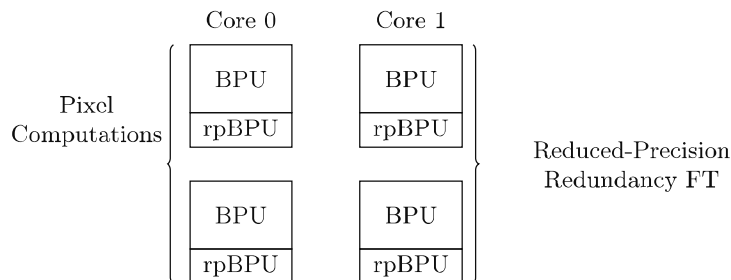 Core 0 Core 1
BPU BPU
rpBPU rpBPU
Pixel
Computations
Reduced-Precision
Redundancy FT
BPU BPU
rpBPU rpBPU